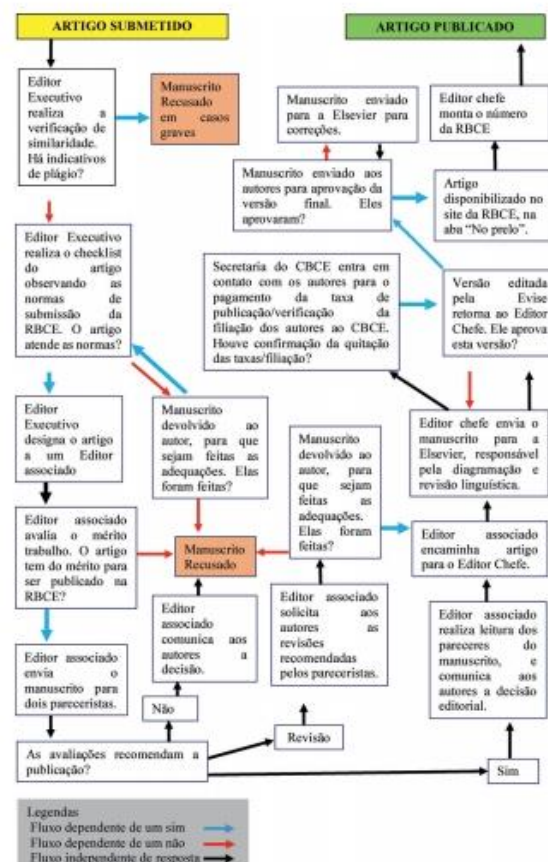 ARTIGO SUBMETIDO
ARTIGO PUBLICADO
Editor
Executivo
realiza a
verificação de
similaridade.
Há indicativos
de plágio?
Manuscrito
Recusado
em casos
graves
Manuscrito enviado
para a Elsevier para
correções.
Editor chefe
monta o número
da RBCE
Manuscrito enviado aos
autores para aprovação da
versão final. Eles
aprovaram?
Artigo
disponibilizado no
site da RBCE, na
aba “No prelo”.
Editor Executivo
realiza o checklist
do artigo
observando as
normas de
submissão da
RBCE. O artigo
atende as normas?
Secretaria do CBCE entra em
contato com os autores para o
pagamento da taxa de
publicação/verificação da
filiação dos autores ao CBCE.
Houve confirmação da quitação
das taxas/filiação?
Versão editada
pela Evise
retorna ao Editor
Chefe. Ele aprova
esta versão?
Editor
Executivo
designa o artigo
a um Editor
associado
Manuscrito
devolvido ao
autor, para que
sejam feitas as
adequações. Elas
foram feitas?
Manuscrito
devolvido ao
autor, para
que sejam
feitas as
adequações.
Elas foram
feitas?
Editor chefe envia o
manuscrito para a
Elsevier, responsável
pela diagramação e
revisão linguística.
Editor associado
avalia o mérito
trabalho. O artigo
tem do mérito para
ser publicado na
RBCE?
Manuscrito
Recusado
Editor associado
encaminha artigo
para o Editor Chefe.
Editor associado
envia o
manuscrito para
dois pareceristas.
Editor
associado
comunica aos
autores a
decisão.
Editor associado
solicita aos
autores as
revisões
recomendadas
pelos pareceristas.
Editor associado
realiza leitura dos
pareceres do
manuscrito, e
comunica aos
autores a decisão
editorial.
Não
Revisão
Sim
As avaliações recomendam a
publicação?
Legendas
Fluxo dependente de um sim
Fluxo dependente de um não
Fluxo independente de resposta